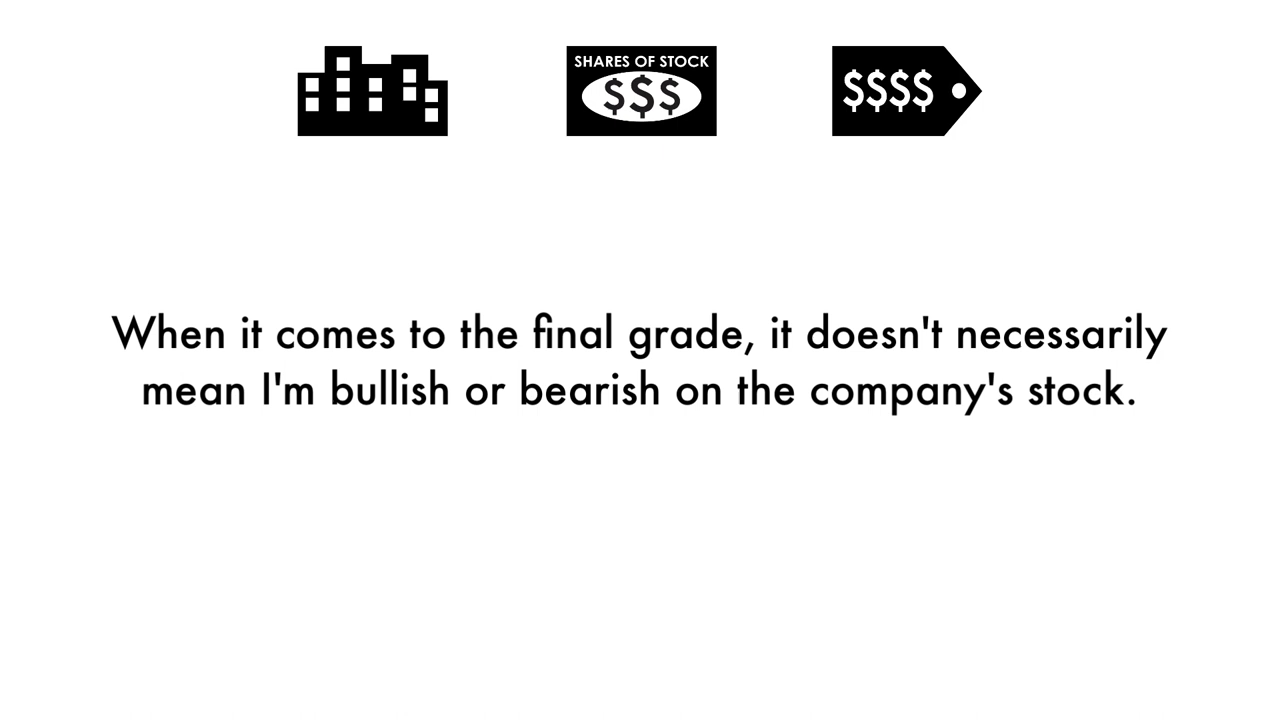 SHARES OF STOCK
$$$
$$$$
When it comes to the final grade, it doesn't necessarily
mean I'm bullish or bearish on the company's stock.